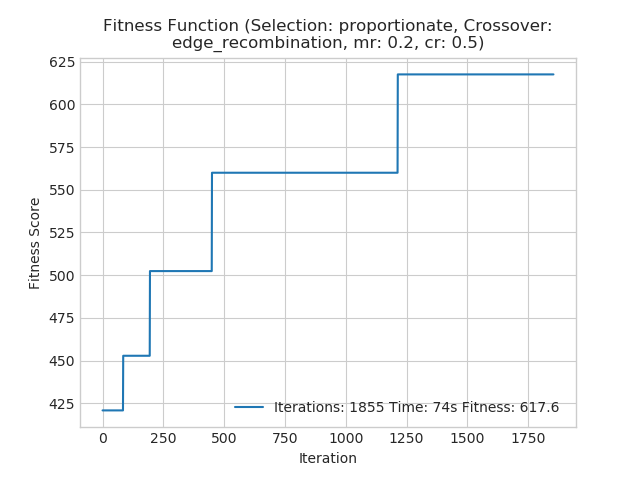 Fitness Function (Selection: proportionate, Crossover:
edge_recombination, mr: 0.2, cr: 0.5)
625
600
575
550
525
500
475
450
425
Fitness Score
Iterations: 1855 Time: 74s Fitness: 617.6
0 250 500 750 1000 1250 1500 1750
Iteration